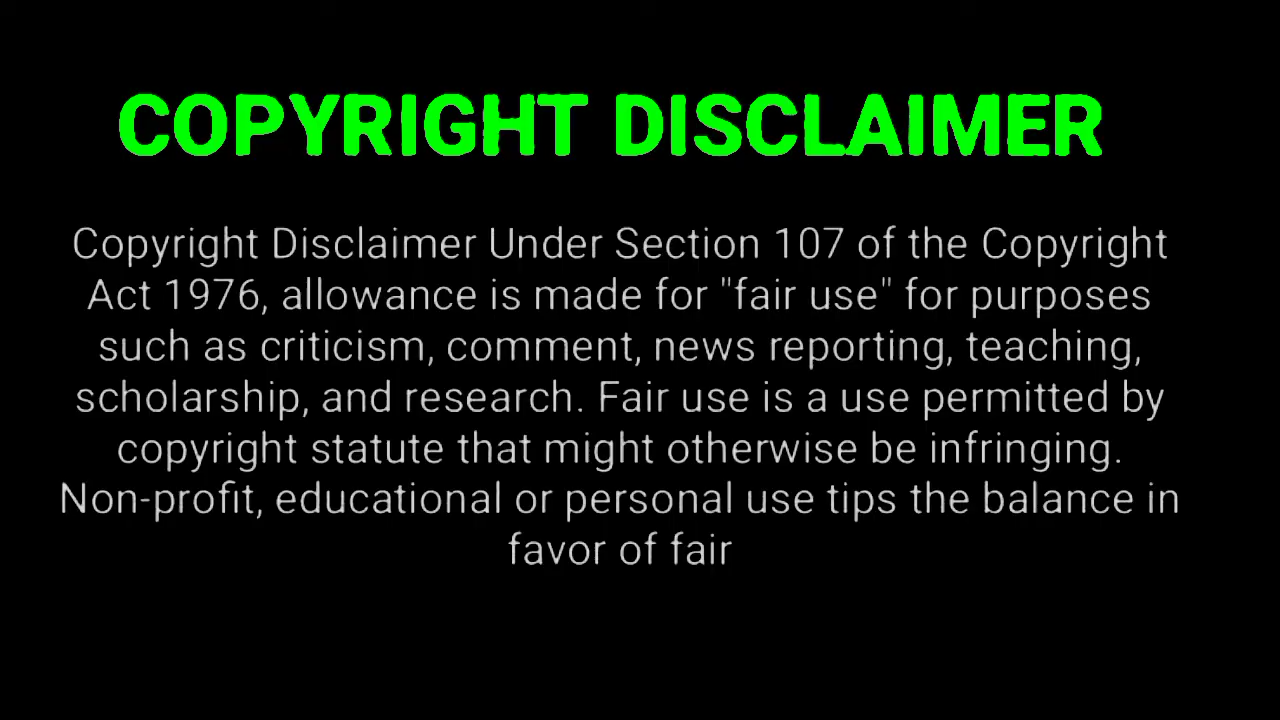 COPYRIGHT DISCLAIMER
Copyright Disclaimer Under Section 107 of the Copyright
Act 1976, allowance is made for "fair use" for purposes
such as criticism, comment, news reporting, teaching,
scholarship, and research. Fair use is a use permitted by
copyright statute that might otherwise be infringing.
Non-profit, educational or personal use tips the balance in
favor of fair